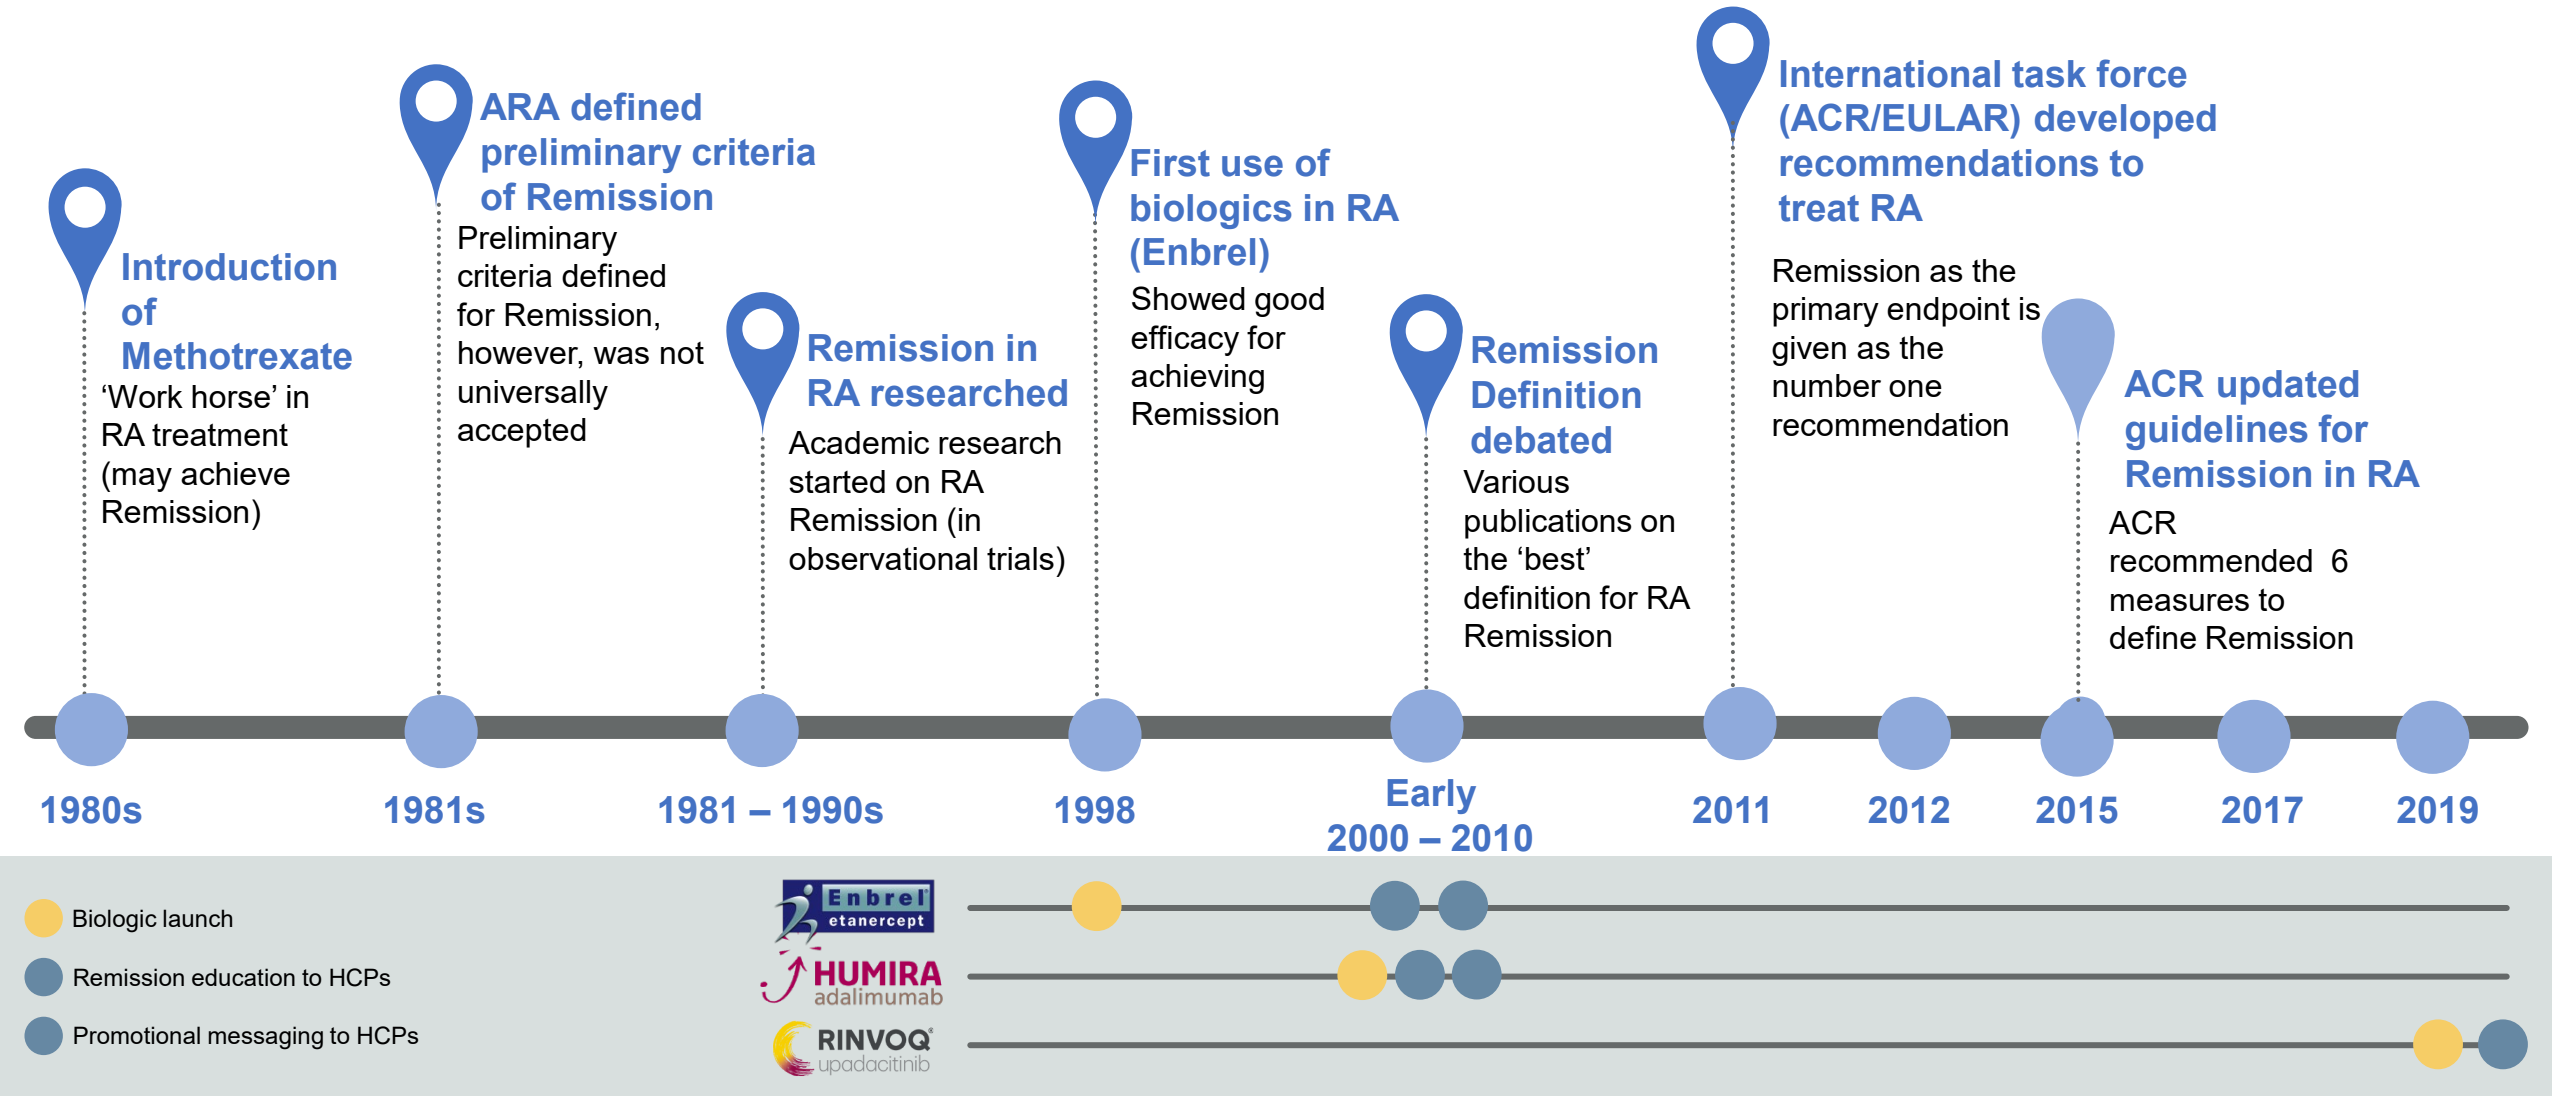 Introduction
of
Methotrexate
‘Work horse’ in
RA treatment
(may achieve
Remission)
ARA defined
preliminary criteria
of Remission
Preliminary
criteria defined
for Remission,
however, was not
universally
accepted
Remission in
RA researched
Academic research
started on RA
Remission (in
observational trials)
First use of
biologics in RA
(Enbrel)
Showed good
efficacy for
achieving
Remission
Remission
Definition
debated
Various
publications on
the ‘best’
definition for RA
Remission
International task force
(ACR/EULAR) developed
recommendations to
treat RA
Remission as the
primary endpoint is
given as the
number one
recommendation
ACR updated
guidelines for
Remission in RA
ACR
recommended  6
measures to
define Remission
1980s
1981s
1981 – 1990s
1998
Early
2000 – 2010
2011
2012
2015
2017
2019
Biologic launch
Remission education to HCPs
Promotional messaging to HCPs
Enbrel®
etanercept
HUMIRA
adalimumab
RINVOQ®
upadacitinib